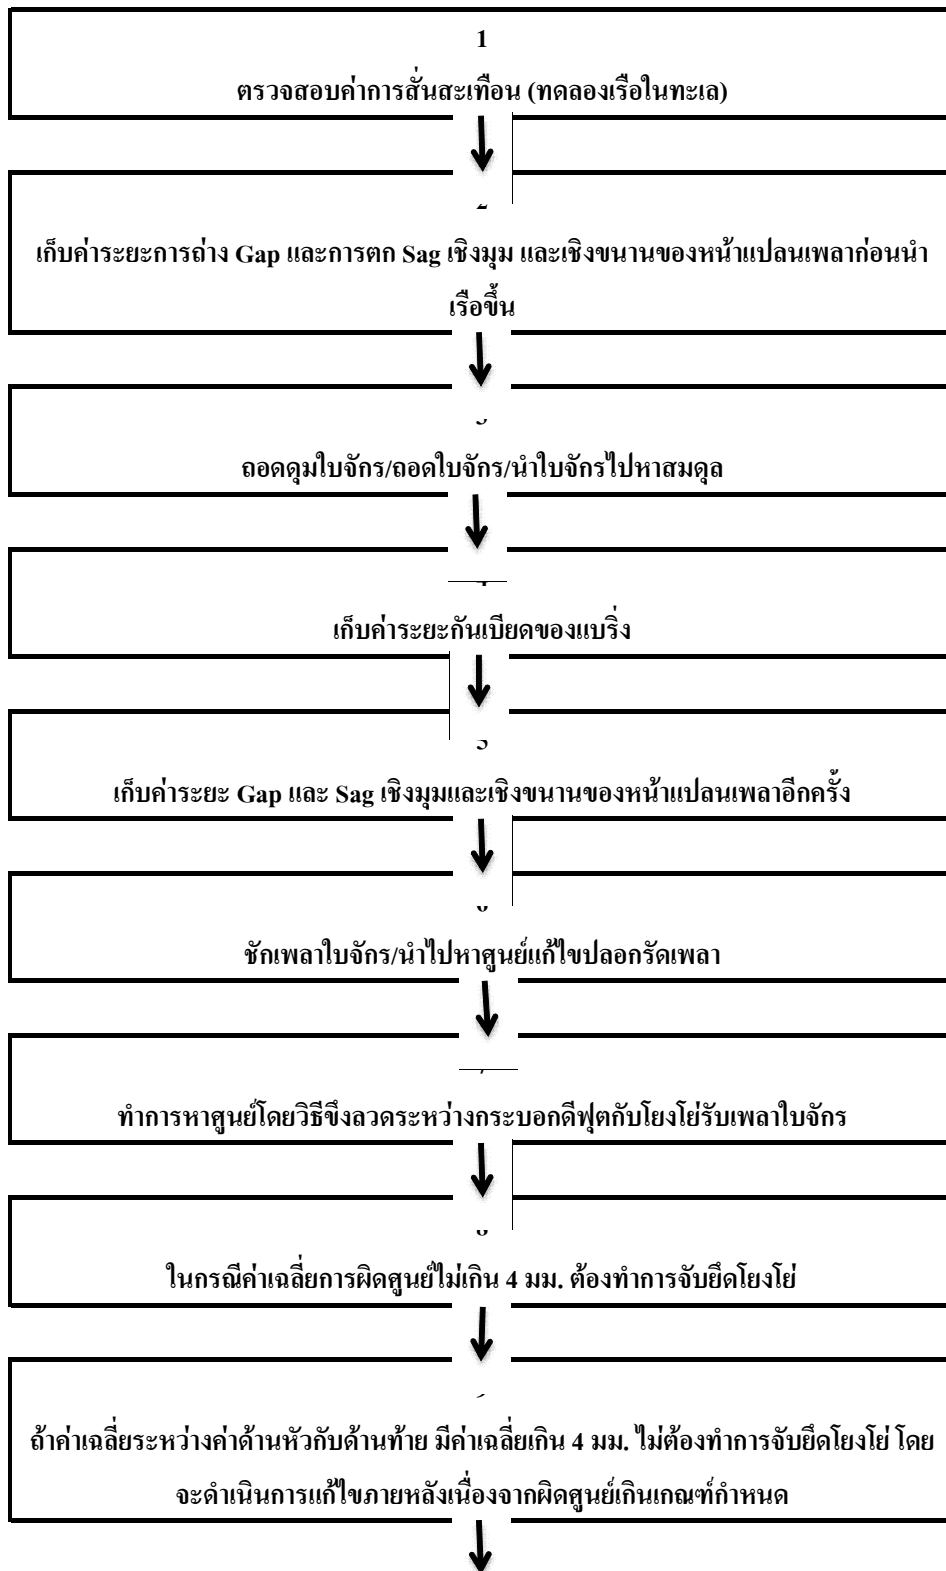 1
ตรวจสอบค่าการสั่นสะเทือน (ทดลองเรือในทะเล)
เก็บค่าระยะการถ่าง Gap และการตก Sag เชิงมุม และเชิงขนานของหน้าแปลนเพลาก่อนนำ
เรือขึ้น
ถอดดุมใบจักร/ถอดใบจักร/นำใบจักรไปหาสมดุล
เก็บค่าระยะกันเบียดของแบริ่ง
เก็บค่าระยะ Gap และ Sag เชิงมุมและเชิงขนานของหน้าแปลนเพลาอีกครั้ง
ชักเพลาใบจักร/นำไปหาศูนย์แก้ไขปลอกรัดเพลา
ทำการหาศูนย์โดยวิธีขึงลวดระหว่างกระบอกดีฟุตกับโยงโย่รับเพลาใบจักร
ในกรณีค่าเฉลี่ยการผิดศูนย์ไม่เกิน 4 มม. ต้องทำการจับยึดโยงโย่
ถ้าค่าเฉลี่ยระหว่างค่าด้านหัวกับด้านท้าย มีค่าเฉลี่ยเกิน 4 มม. ไม่ต้องทำการจับยึดโยงโย่ โดย
จะดำเนินการแก้ไขภายหลังเนื่องจากผิดศูนย์เกินเกณฑ์กำหนด